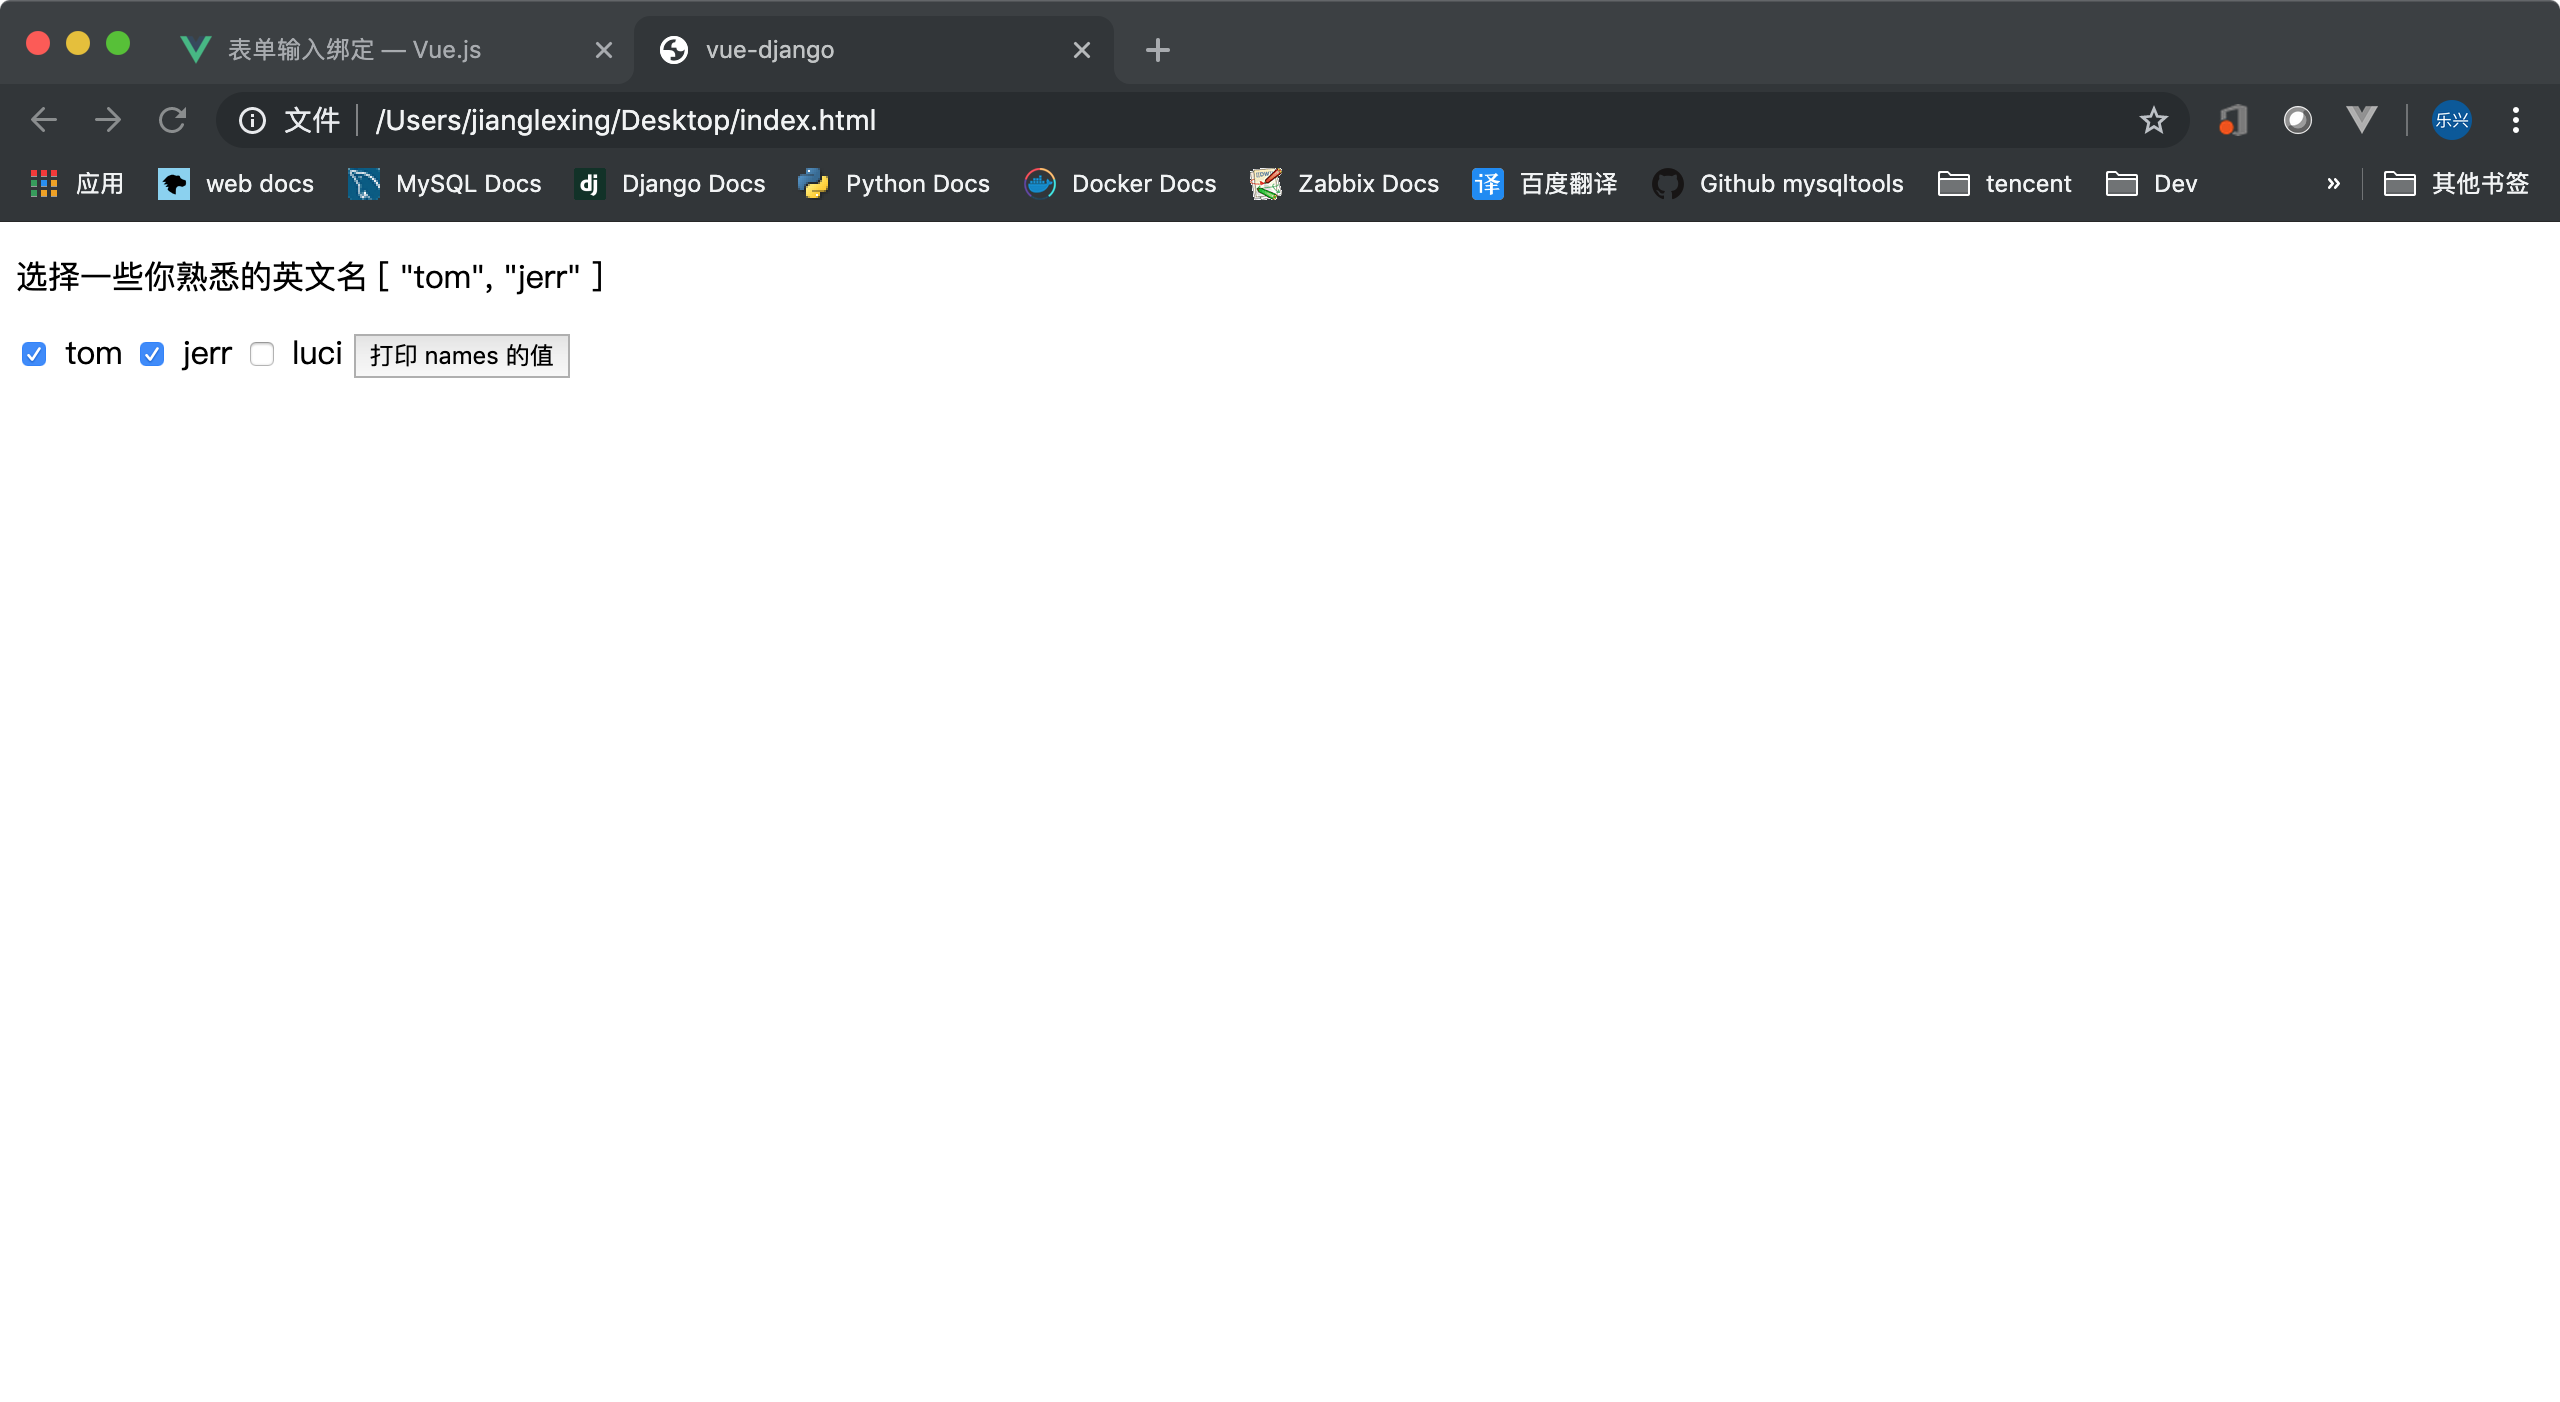 表单输入绑定 — Vue.js
vue-django
文件 /Users/jianglexing/Desktop/index.html 乐兴
应用 web docs MySQL Docs dj Django Docs Python Docs Docker Docs Zabbix Docs 译 百度翻译 Github mysqltools tencent Dev » 其他书签
选择一些你熟悉的英文名 [ "tom", "jerr" ]
tom jerr luci 打印 names 的值